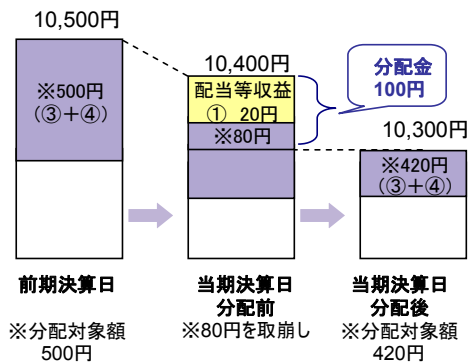 10,500円
※500円
（③＋④）
前期決算日
※分配対象額
500円
10,400円
配当等収益
①　20円
※80円
当期決算日
分配前
※80円を取崩し
分配金
100円
10,300円
※420円
（③＋④）
当期決算日
分配後
※分配対象額
420円